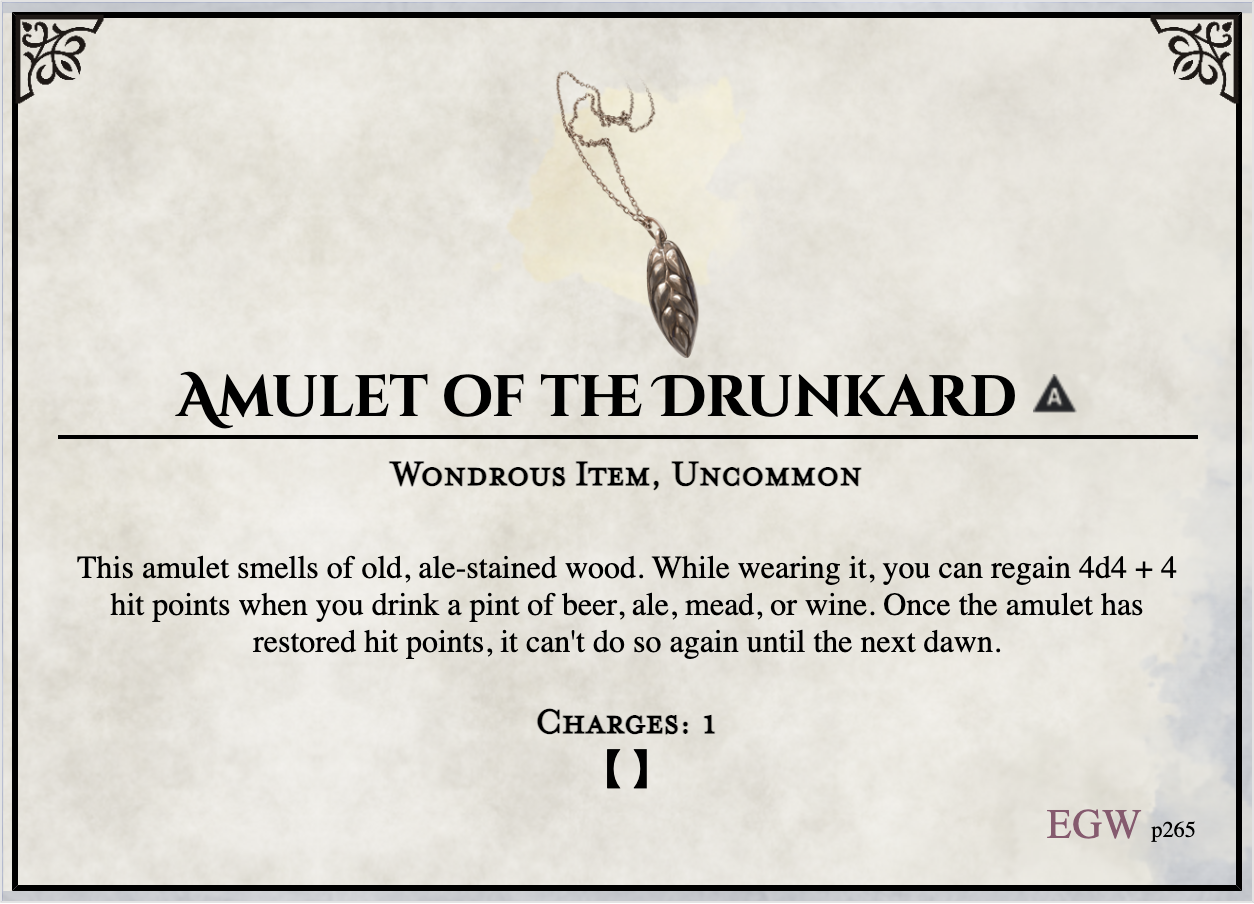 Amulet of the Drunkard A
Wondrous Item, Uncommon
This amulet smells of old, ale-stained wood. While wearing it, you can regain 4d4 + 4
hit points when you drink a pint of beer, ale, mead, or wine. Once the amulet has
restored hit points, it can't do so again until the next dawn.
Charges: 1
【 】
EGW p265